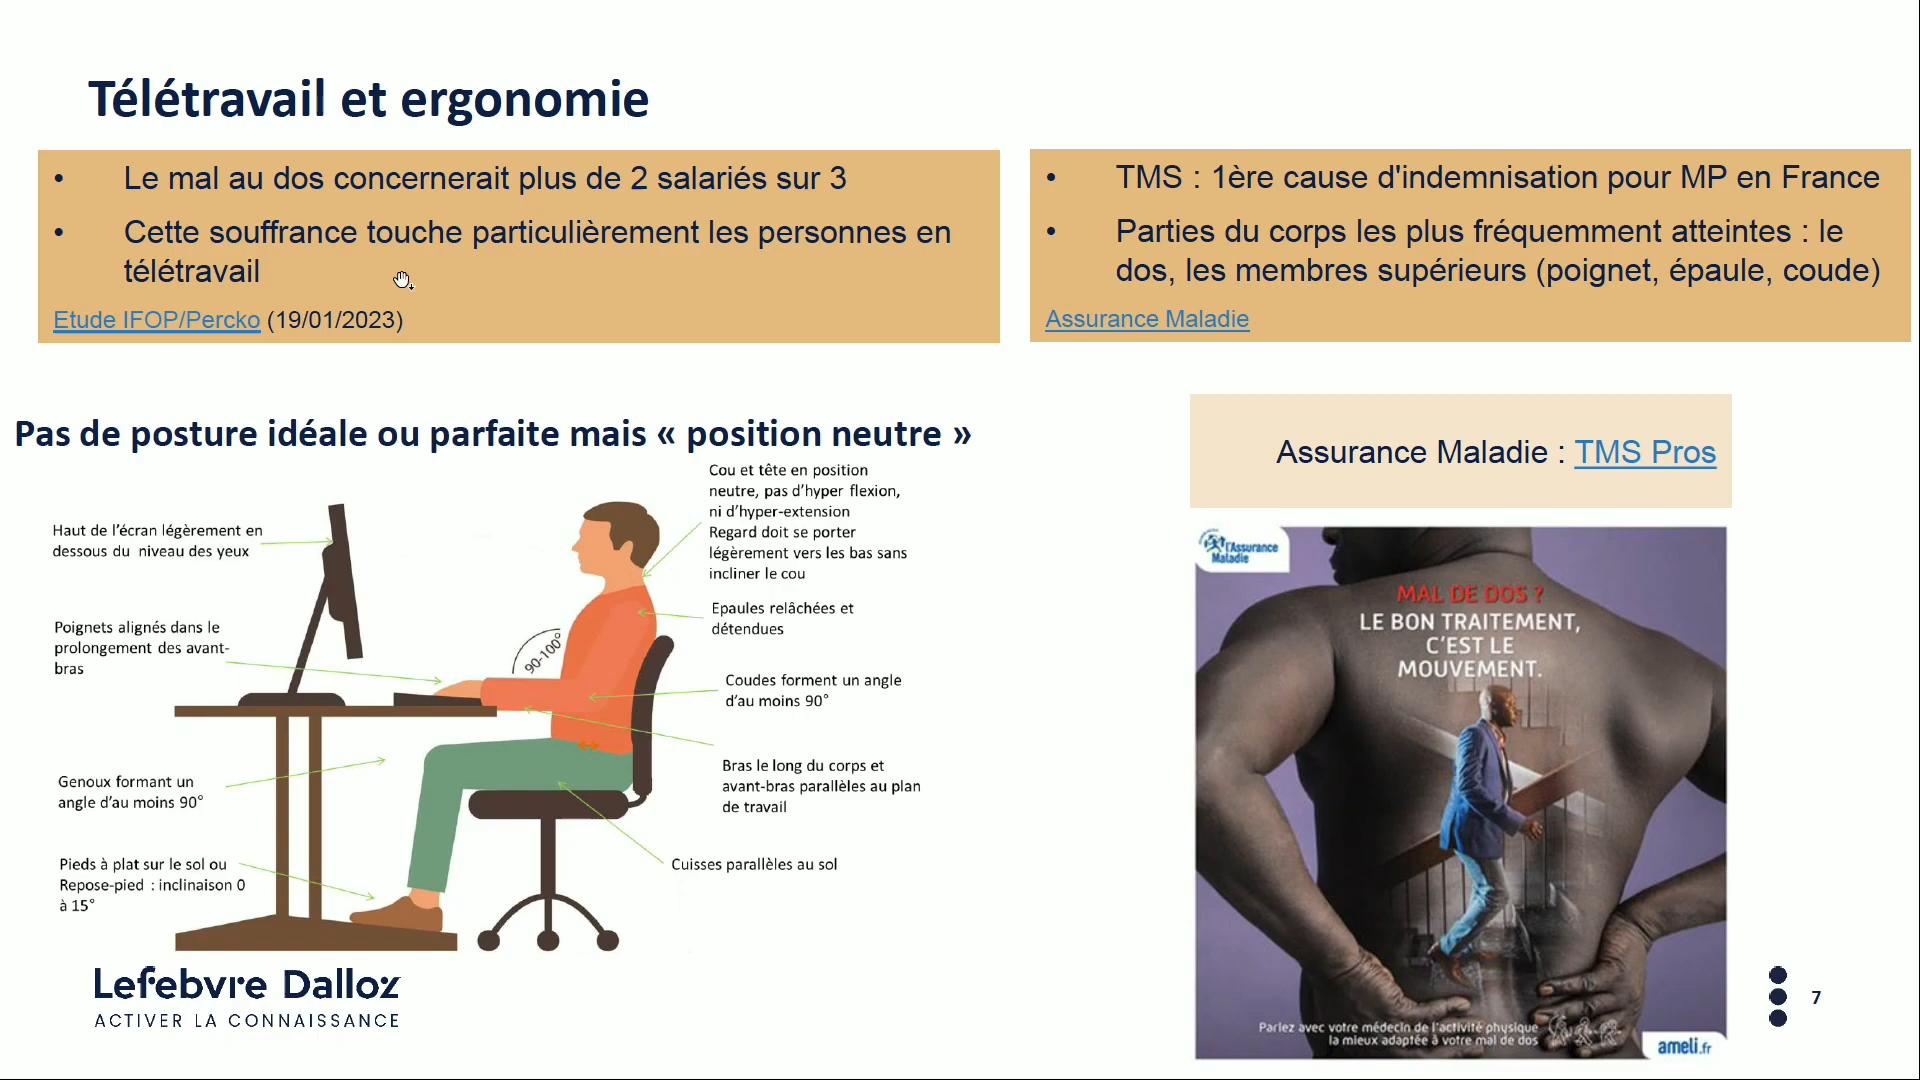 Télétravail et ergonomie
• Le mal au dos concernerait plus de 2 salariés sur 3
• Cette souffrance touche particulièrement les personnes en
télétravail
Etude IFOP/Percko (19/01/2023)
• TMS : 1ère cause d'indemnisation pour MP en France
• Parties du corps les plus fréquemment atteintes : le
dos, les membres supérieurs (poignet, épaule, coude)
Assurance Maladie
Pas de posture idéale ou parfaite mais « position neutre »
Haut de l’écran légèrement en
dessous du niveau des yeux
Poignets alignés dans le
prolongement des avant-
bras
Genoux formant un
angle d’au moins 90°
Pieds à plat sur le sol ou
Repose-pied : inclinaison 0
à 15°
90-100°
Cou et tête en position
neutre, pas d’hyper flexion,
ni d’hyper-extension
Regard doit se porter
légèrement vers les bas sans
incliner le cou
Epaules relâchées et
détendues
Coudes forment un angle
d’au moins 90°
Bras le long du corps et
avant-bras parallèles au plan
de travail
Cuisses parallèles au sol
Assurance Maladie : TMS Pros
l'Assurance
Maladie
MAL DE DOS ?
LE BON TRAITEMENT,
C'EST LE
MOUVEMENT.
Parlez avec votre médecin de l'activité physique
la mieux adaptée à votre mal de dos
ameli.fr
Lefebvre Dalloz
ACTIVER LA CONNAISSANCE
7